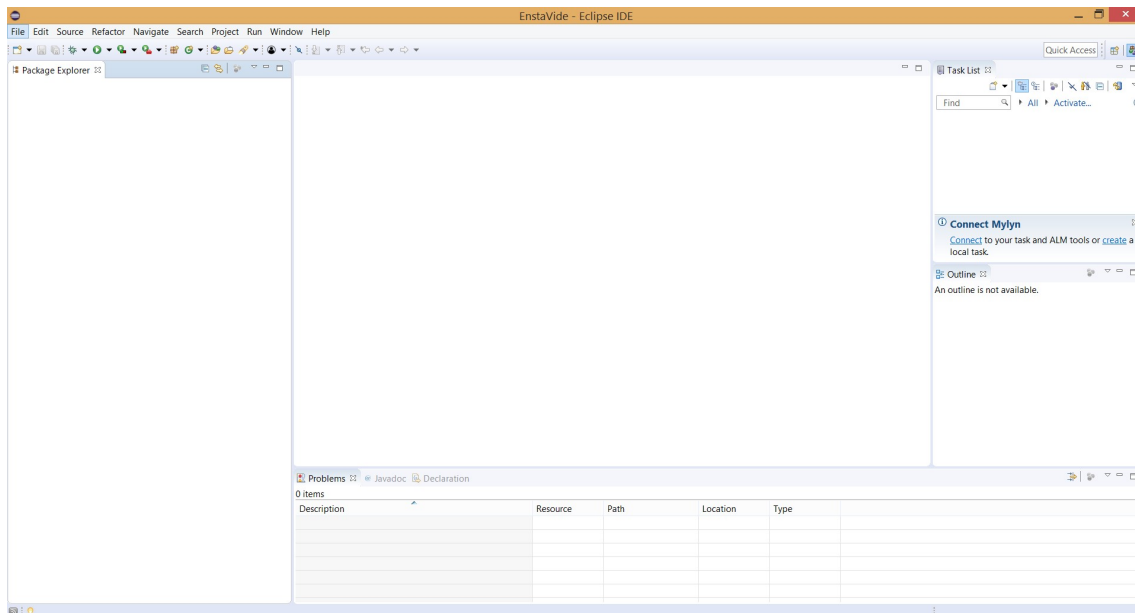 EnstaVide - Eclipse IDE
File Edit Source Refactor Navigate Search Project Run Window Help
Quick Access
Package Explorer
Task List
Find All Activate...
Connect Mylyn
Connect to your task and ALM tools or create a
local task.
Outline
An outline is not available.
Problems Javadoc Declaration
0 items
Description Resource Path Location Type